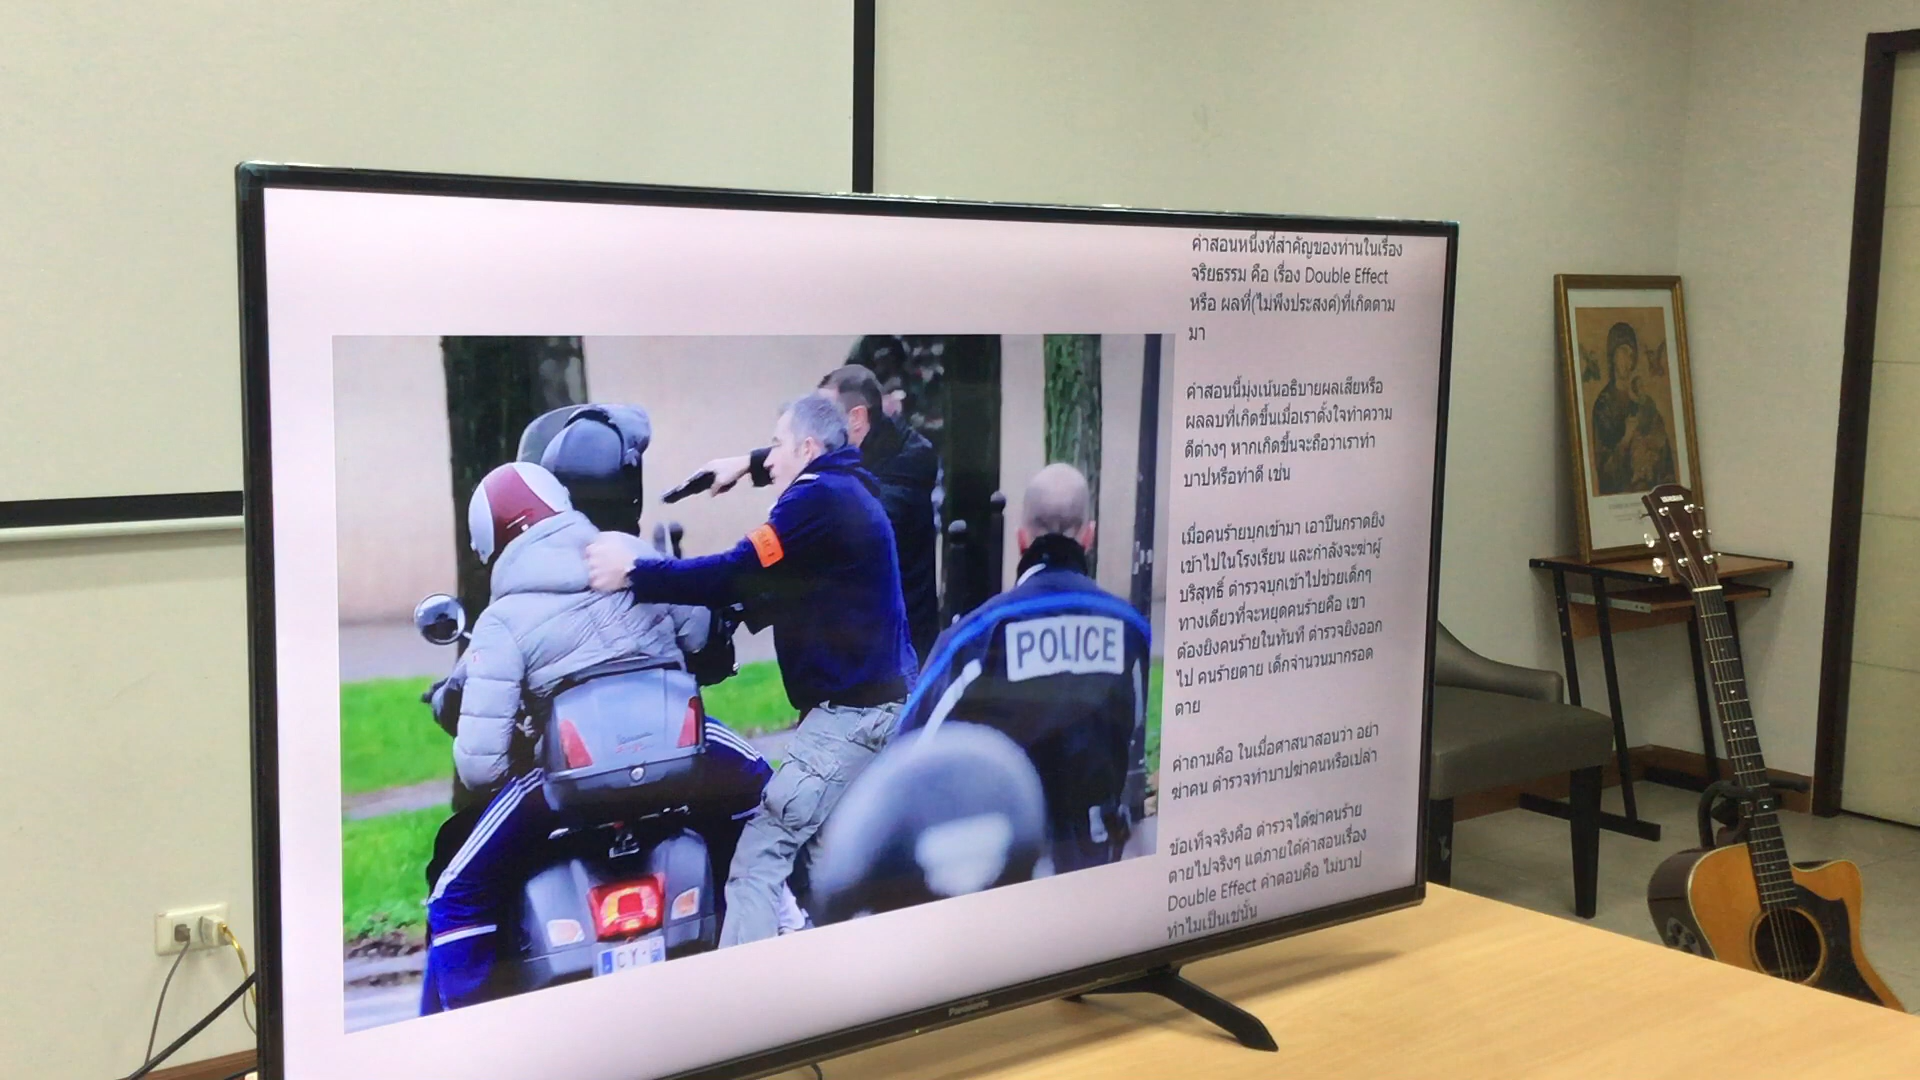 คำสอนหนึ่งที่สำคัญของท่านในเรื่อง
จริยธรรม คือ เรื่อง Double Effect
หรือ ผลที่(ไม่พึงประสงค์)ที่เกิดตาม
มา
คำสอนนี้มุ่งเน้นอธิบายผลเสียหรือ
ผลลบที่เกิดขึ้นเมื่อเราตั้งใจทำความ
ดีต่างๆ หากเกิดขึ้นจะถือว่าเราทำ
บาปหรือทำดี เช่น
เมื่อคนร้ายบุกเข้ามา เอาปืนกราดยิง
เข้าไปในโรงเรียน และกำลังจะฆ่าผู้
บริสุทธิ์ ตำรวจบุกเข้าไปช่วยเด็กๆ
ทางเดียวที่จะหยุดคนร้ายคือ เขา
ต้องยิงคนร้ายในทันที ตำรวจยิงออก
ไป คนร้ายตาย เด็กจำนวนมากรอด
ตาย
คำถามคือ ในเมื่อศาสนาสอนว่า อย่า
ฆ่าคน ตำรวจทำบาปฆ่าคนหรือเปล่า
ข้อเท็จจริงคือ ตำรวจได้ฆ่าคนร้าย
ตายไปจริงๆ แต่ภายใต้คำสอนเรื่อง
Double Effect คำตอบคือ ไม่บาป
ทำไมเป็นเช่นั้น
POLICE
Panasonic
YAMAHA